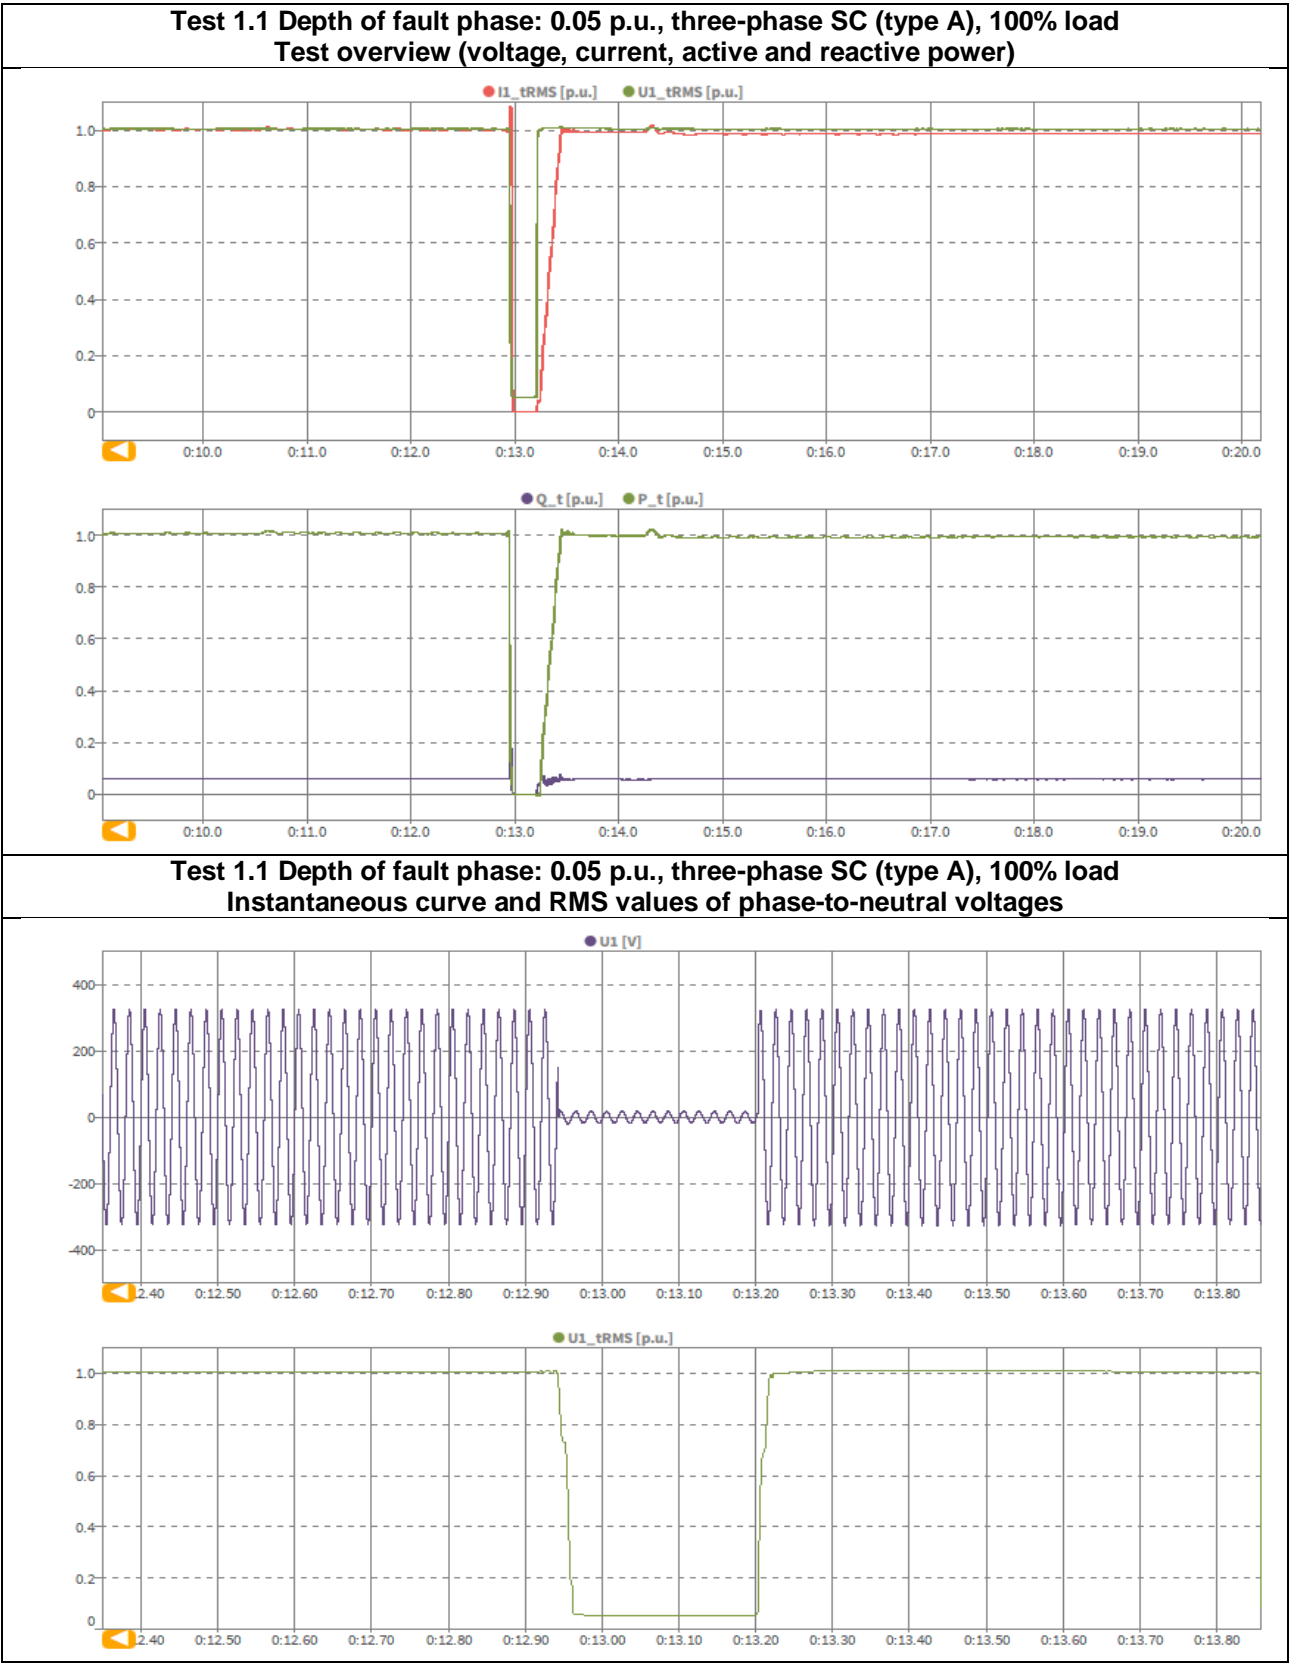 Test 1.1 Depth of fault phase: 0.05 p.u., three-phase SC (type A), 100% load
Test overview (voltage, current, active and reactive power)
I1_tRMS [p.u.] U1_tRMS [p.u.]
1.0
0.8
0.6
0.4
0.2
0
0:10.0 0:11.0 0:12.0 0:13.0 0:14.0 0:15.0 0:16.0 0:17.0 0:18.0 0:19.0 0:20.0
Q_t [p.u.] P_t [p.u.]
1.0
0.8
0.6
0.4
0.2
0
0:10.0 0:11.0 0:12.0 0:13.0 0:14.0 0:15.0 0:16.0 0:17.0 0:18.0 0:19.0 0:20.0
Test 1.1 Depth of fault phase: 0.05 p.u., three-phase SC (type A), 100% load
Instantaneous curve and RMS values of phase-to-neutral voltages
U1 [V]
400
200
0
-200
-400
12.40 0:12.50 0:12.60 0:12.70 0:12.80 0:12.90 0:13.00 0:13.10 0:13.20 0:13.30 0:13.40 0:13.50 0:13.60 0:13.70 0:13.80
U1_tRMS [p.u.]
1.0
0.8
0.6
0.4
0.2
0
12.40 0:12.50 0:12.60 0:12.70 0:12.80 0:12.90 0:13.00 0:13.10 0:13.20 0:13.30 0:13.40 0:13.50 0:13.60 0:13.70 0:13.80